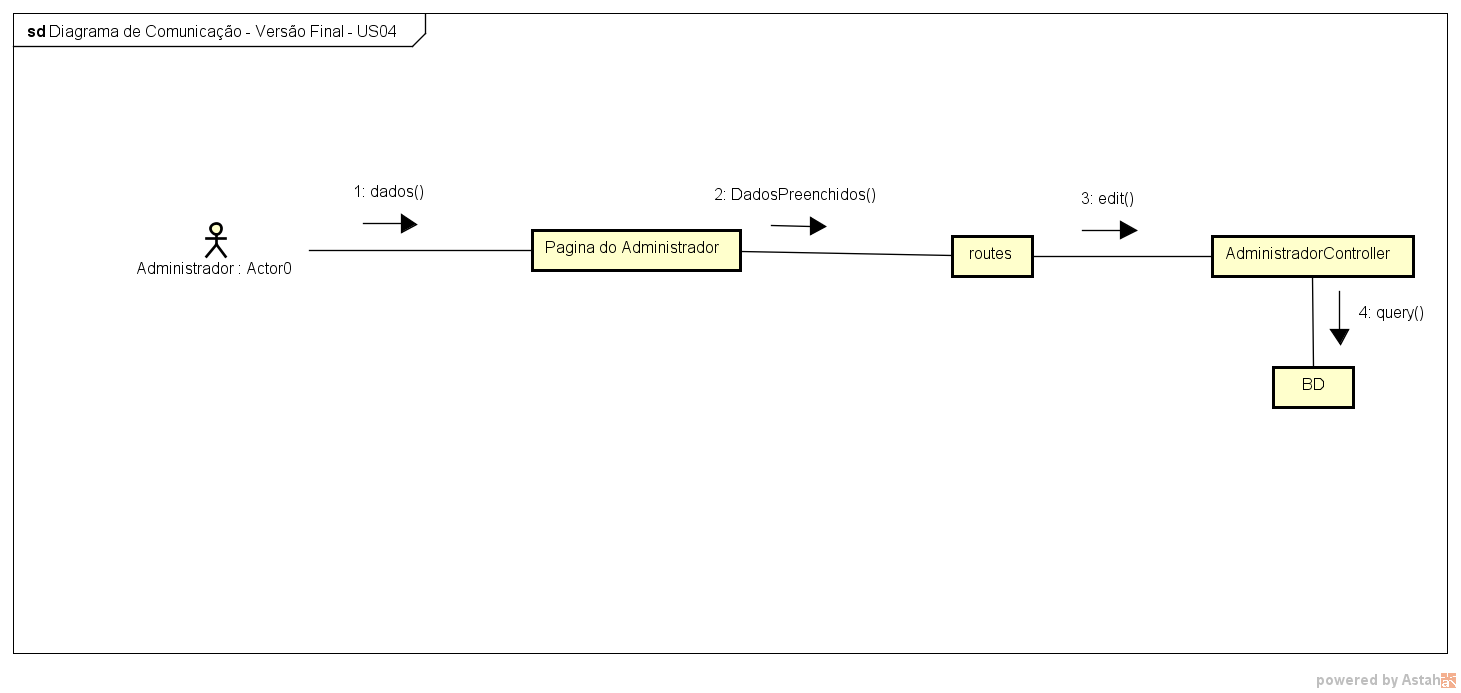 sd Diagrama de Comunicação - Versão Final - US04
1: dados()
2: DadosPreenchidos()
3: edit()
Administrador : Actor0
Pagina do Administrador
routes
AdministradorController
4: query()
BD
powered by Astah